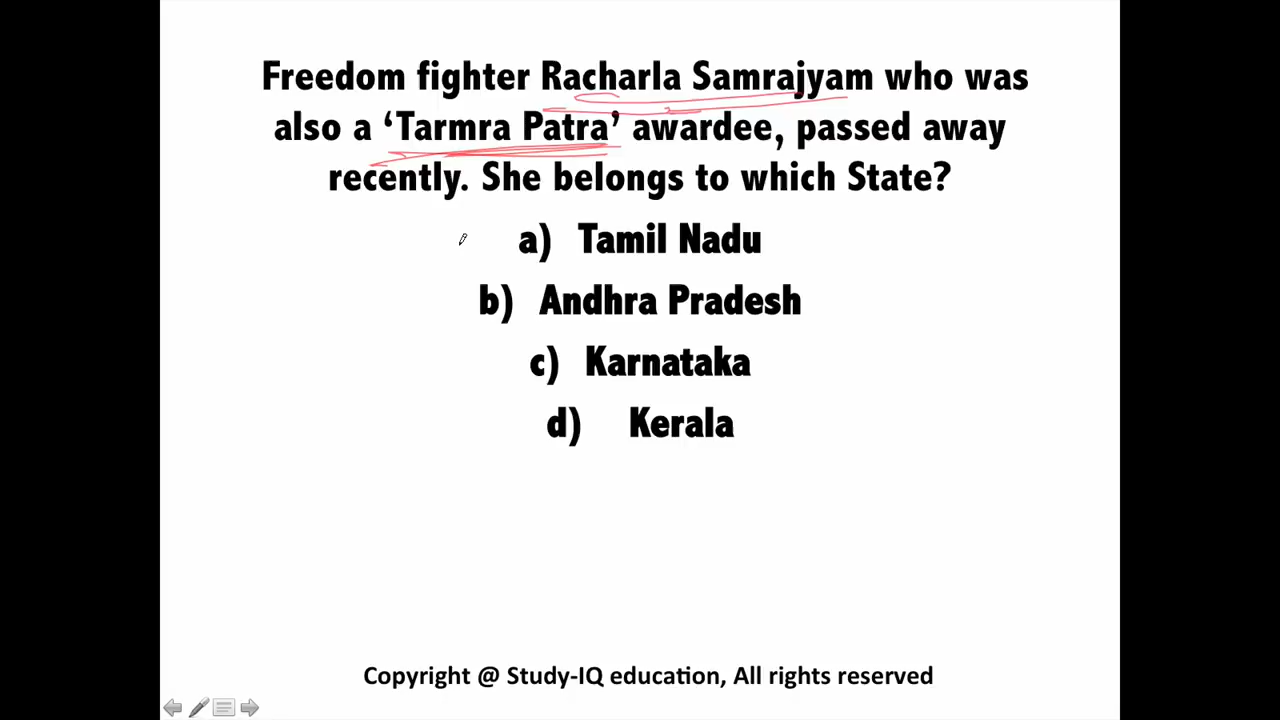 Freedom fighter Racharla Samrajyam who was
also a ‘Tarmra Patra’ awardee, passed away
recently. She belongs to which State?
a) Tamil Nadu
b) Andhra Pradesh
c) Karnataka
d) Kerala
Copyright @ Study-IQ education, All rights reserved